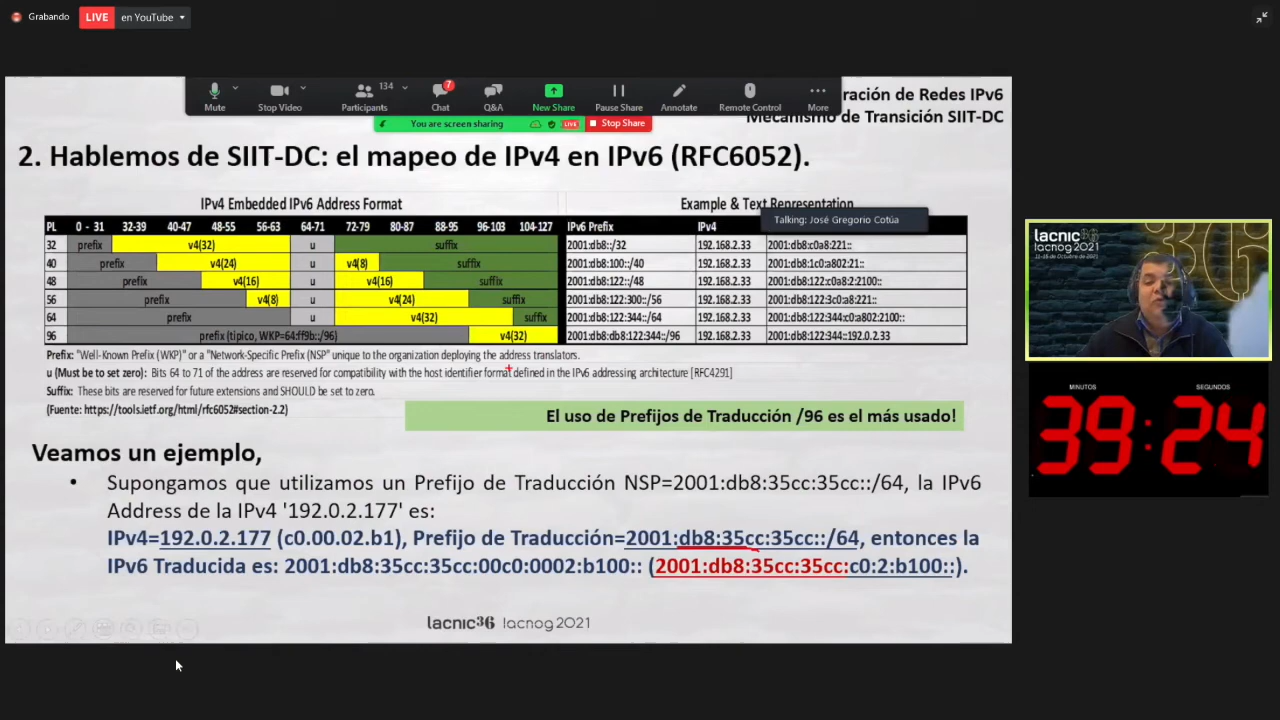 Grabando LIVE en YouTube
Mute Stop Video 134 Participants 7 Chat Q&A New Share Pause Share Annotate Remote Control More
You are screen sharing LIVE Stop Share
ración de Redes IPv6
Mecanismo de Transición SIIT-DC
2. Hablemos de SIIT-DC: el mapeo de IPv4 en IPv6 (RFC6052).
IPv4 Embedded IPv6 Address Format Example & Text Representation
Talking: José Gregorio Cotúa
PL 0 - 31 32-39 40-47 48-55 56-63 64-71 72-79 80-87 88-95 96-103 104-127 IPv6 Prefix IPv4
32 prefix v4(32) u suffix 2001:db8::/32 192.168.2.33 2001:db8:c0a8:221::
40 prefix v4(24) u v4(8) suffix 2001:db8:100::/40 192.168.2.33 2001:db8:1c0:a802:21::
48 prefix v4(16) u v4(16) suffix 2001:db8:122::/48 192.168.2.33 2001:db8:122:c0a8:2:2100::
56 prefix v4(8) u v4(24) suffix 2001:db8:122:300::/56 192.168.2.33 2001:db8:122:3c0:a8:221::
64 prefix u v4(32) suffix 2001:db8:122:344::/64 192.168.2.33 2001:db8:122:344:c0:a802:2100::
96 prefix (tipico, WKP=64:ff9b::/96) v4(32) 2001:db8:db8:122:344::/96 192.168.2.33 2001:db8:122:344::192.0.2.33
Prefix: "Well-Known Prefix (WKP)" or a "Network-Specific Prefix (NSP" unique to the organization deploying the address translators.
u (Must be to set zero): Bits 64 to 71 of the address are reserved for compatibility with the host identifier format defined in the IPv6 addressing architecture [RFC4291]
Suffix: These bits are reserved for future extensions and SHOULD be set to zero.
(Fuente: https://tools.ietf.org/html/rfc6052#section-2.2)
El uso de Prefijos de Traducción /96 es el más usado!
Veamos un ejemplo,
• Supongamos que utilizamos un Prefijo de Traducción NSP=2001:db8:35cc:35cc::/64, la IPv6
Address de la IPv4 '192.0.2.177' es:
IPv4=192.0.2.177 (c0.00.02.b1), Prefijo de Traducción=2001:db8:35cc:35cc::/64, entonces la
IPv6 Traducida es: 2001:db8:35cc:35cc:00c0:0002:b100:: (2001:db8:35cc:35cc:c0:2:b100::).
lacnic36 lacnog2021
lacnic36
lacnog2021
11-15 de Octubre de 2021
MINUTOS SEGUNDOS
39:24